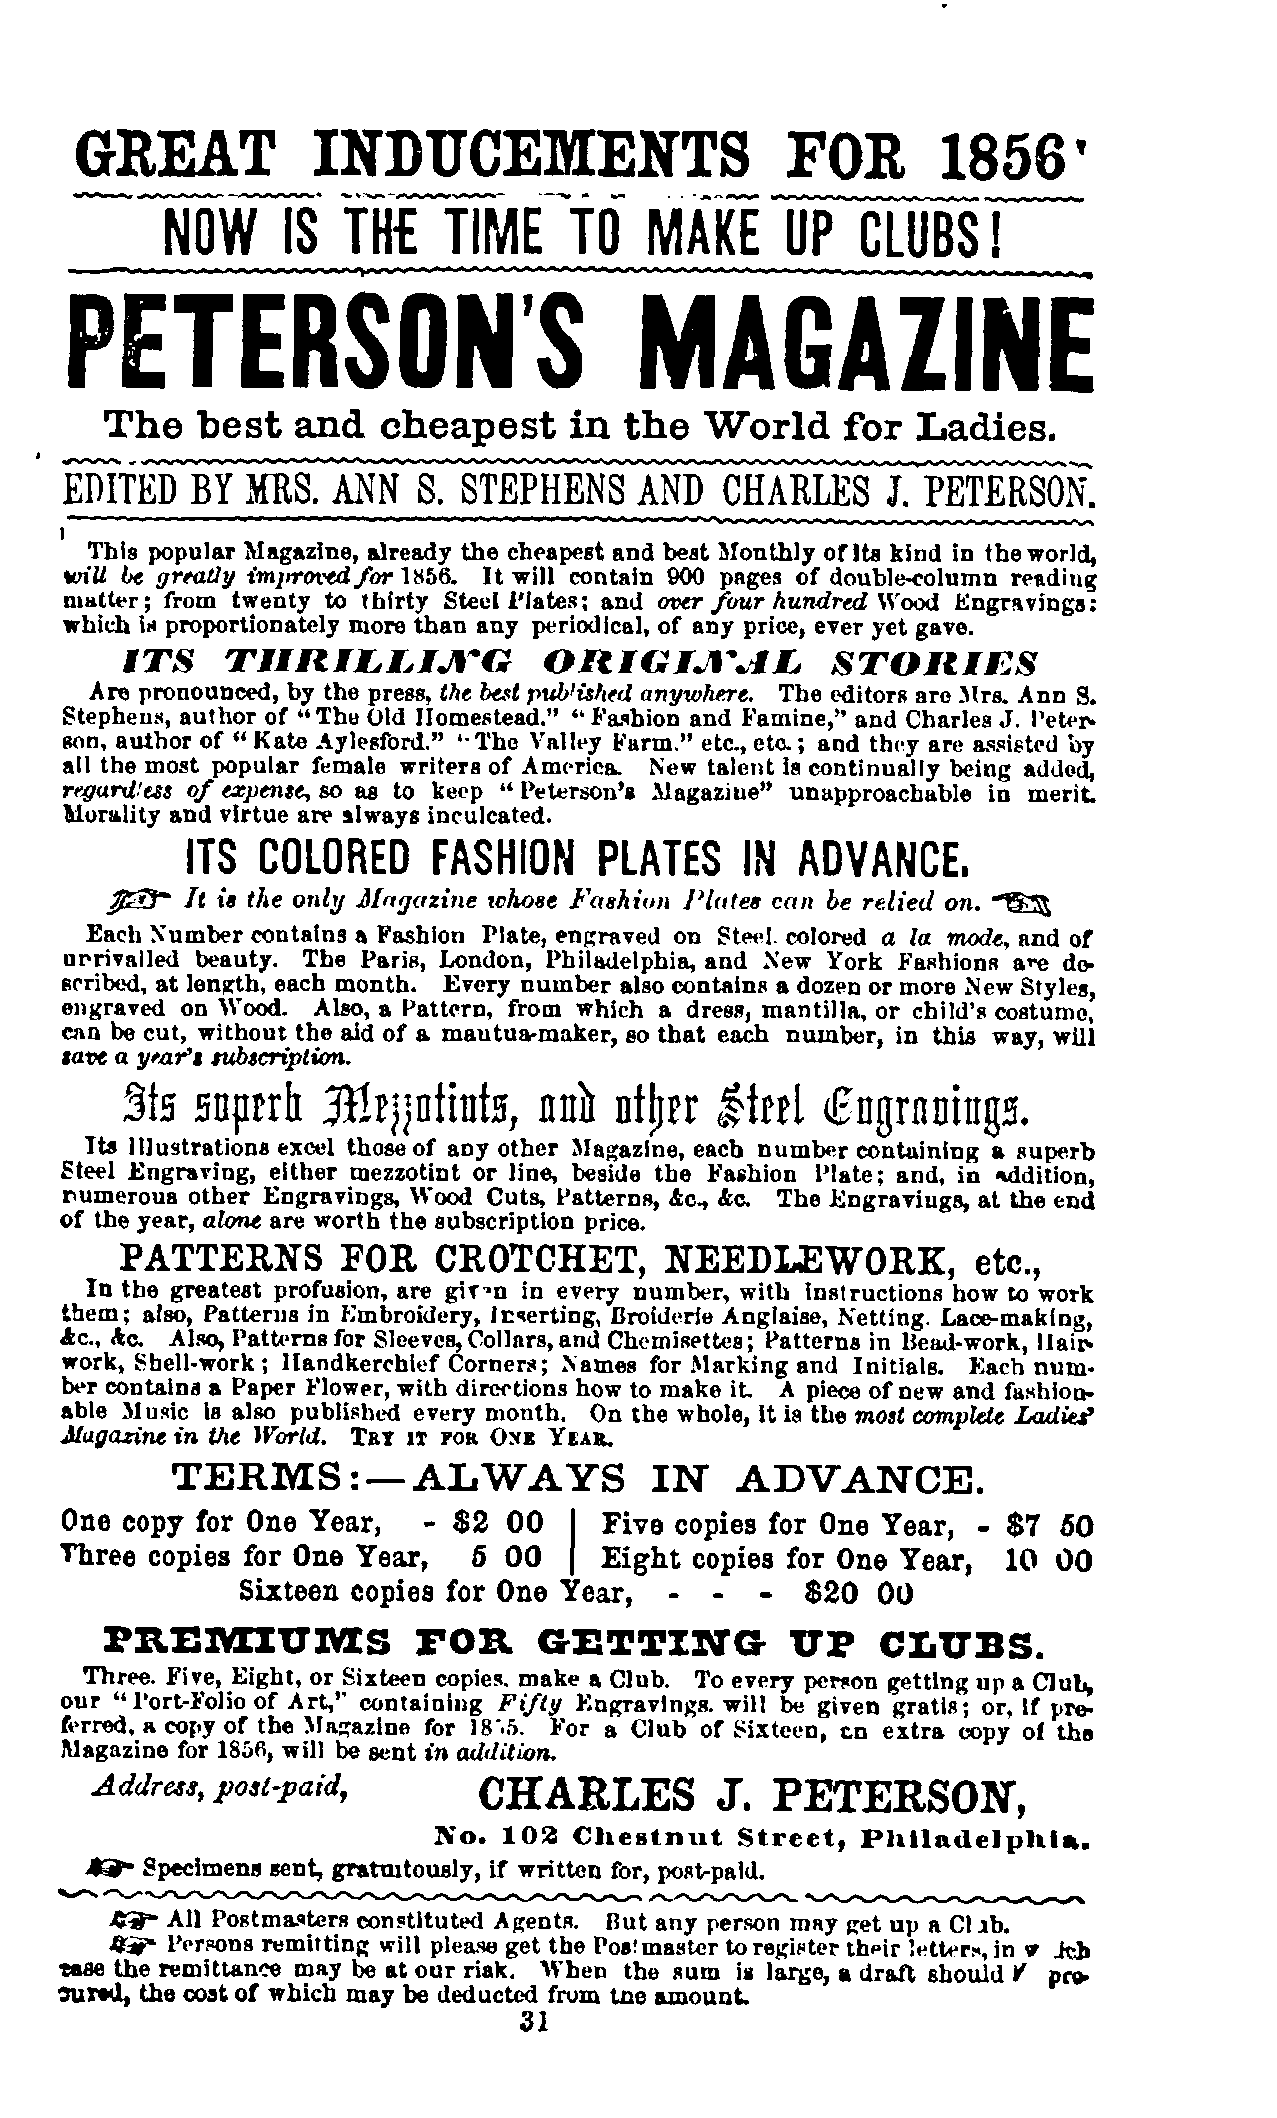 GREAT INDUCEMENTS FOR 1856'
NOW IS THE TIME TO MAKE UP CLUBS!
PETERSON'S MAGAZINE
The best and cheapest in the World for Ladies.
EDITED BY MRS. ANN S. STEPHENS AND CHARLES J. PETERSON.
This popular Magazine, already the cheapest and best Monthly of its kind in the world,
will be greatly improved for 1856. It will contain 900 pages of double-column reading
matter; from twenty to thirty Steel Plates; and over four hundred Wood Engravings:
which is proportionately more than any periodical, of any price, ever yet gave.
ITS THRILLING ORIGINAL STORIES
Are pronounced, by the press, the best published anywhere. The editors are Mrs. Ann S.
Stephens, author of "The Old Homestead." "Fashion and Famine," and Charles J. Peter-
son, author of "Kate Aylesford." "The Valley Farm." etc., etc.; and they are assisted by
all the most popular female writers of America. New talent is continually being added,
regardless of expense, so as to keep "Peterson's Magazine" unapproachable in merit.
Morality and virtue are always inculcated.
ITS COLORED FASHION PLATES IN ADVANCE.
☞ It is the only Magazine whose Fashion Plates can be relied on. ☜
Each Number contains a Fashion Plate, engraved on Steel. colored a la mode, and of
unrivalled beauty. The Paris, London, Philadelphia, and New York Fashions are de-
scribed, at length, each month. Every number also contains a dozen or more New Styles,
engraved on Wood. Also, a Pattern, from which a dress, mantilla, or child's costume,
can be cut, without the aid of a mautua-maker, so that each number, in this way, will
save a year's subscription.
Its superb Mezzotints, and other Steel Engravings.
Its Illustrations excel those of any other Magazine, each number containing a superb
Steel Engraving, either mezzotint or line, beside the Fashion Plate; and, in addition,
numerous other Engravings, Wood Cuts, Patterns, &c., &c. The Engravings, at the end
of the year, alone are worth the subscription price.
PATTERNS FOR CROTCHET, NEEDLEWORK, etc.,
In the greatest profusion, are given in every number, with instructions how to work
them; also, Patterns in Embroidery, Inserting, Broiderie Anglaise, Netting. Lace-making,
&c., &c. Also, Patterns for Sleeves, Collars, and Chemisettes; Patterns in Bead-work, Hair-
work, Shell-work; Handkerchief Corners; Names for Marking and Initials. Each num-
ber contains a Paper Flower, with directions how to make it. A piece of new and fashion-
able Music is also published every month. On the whole, it is the most complete Ladies'
Magazine in the World. TRY IT FOR ONE YEAR.
TERMS:—ALWAYS IN ADVANCE.
One copy for One Year, - $2 00 | Five copies for One Year, - $7 50
Three copies for One Year, 5 00 | Eight copies for One Year, 10 00
Sixteen copies for One Year, - - - $20 00
PREMIUMS FOR GETTING UP CLUBS.
Three. Five, Eight, or Sixteen copies. make a Club. To every person getting up a Club,
our "Port-Folio of Art," containing Fifty Engravings. will be given gratis; or, if pre-
ferred, a copy of the Magazine for 1855. For a Club of Sixteen, an extra copy of the
Magazine for 1856, will be sent in addition.
Address, post-paid, CHARLES J. PETERSON,
No. 102 Chestnut Street, Philadelphia.
☞ Specimens sent, gratuitously, if written for, post-paid.
☞ All Postmasters constituted Agents. But any person may get up a Club.
☞ Persons remitting will please get the Postmaster to register their letters, in which
case the remittance may be at our risk. When the sum is large, a draft should be pro-
cured, the cost of which may be deducted from the amount.
31